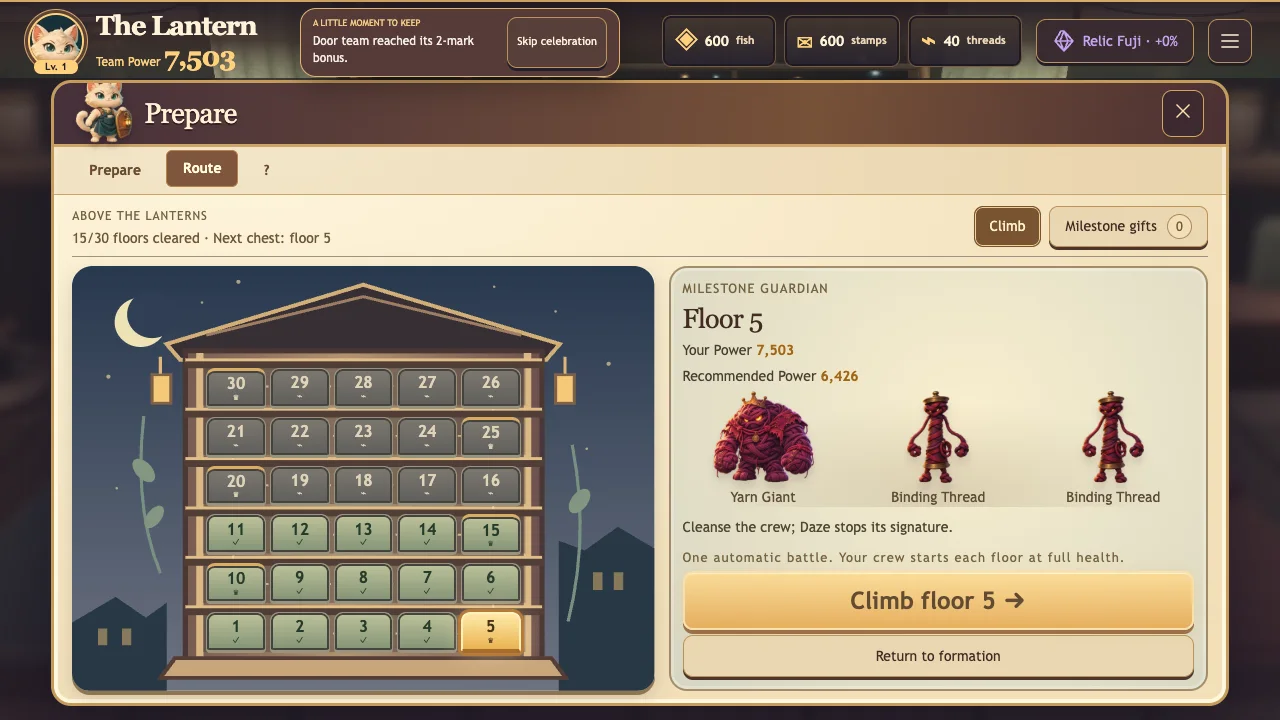 Lv. 1
The Lantern
Team Power 7,503
A LITTLE MOMENT TO KEEP
Door team reached its 2-mark
bonus.
Skip celebration
600 fish
600 stamps
40 threads
Relic Fuji · +0%
Prepare
Prepare
Route
?
ABOVE THE LANTERNS
15/30 floors cleared · Next chest: floor 5
Climb
Milestone gifts 0
30 29 28 27 26
21 22 23 24 25
20 19 18 17 16
11 12 13 14 15
10 9 8 7 6
1 2 3 4 5
MILESTONE GUARDIAN
Floor 5
Your Power 7,503
Recommended Power 6,426
Yarn Giant
Binding Thread
Binding Thread
Cleanse the crew; Daze stops its signature.
One automatic battle. Your crew starts each floor at full health.
Climb floor 5 →
Return to formation